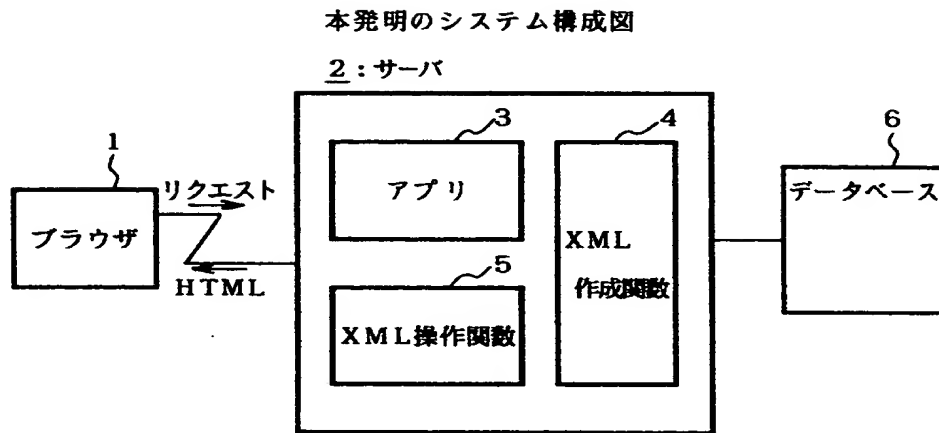 本発明のシステム構成図
2:サーバ
1
リクエスト
ブラウザ
HTML
3
アプリ
5
XML操作関数
4
XML
作成関数
6
データベース